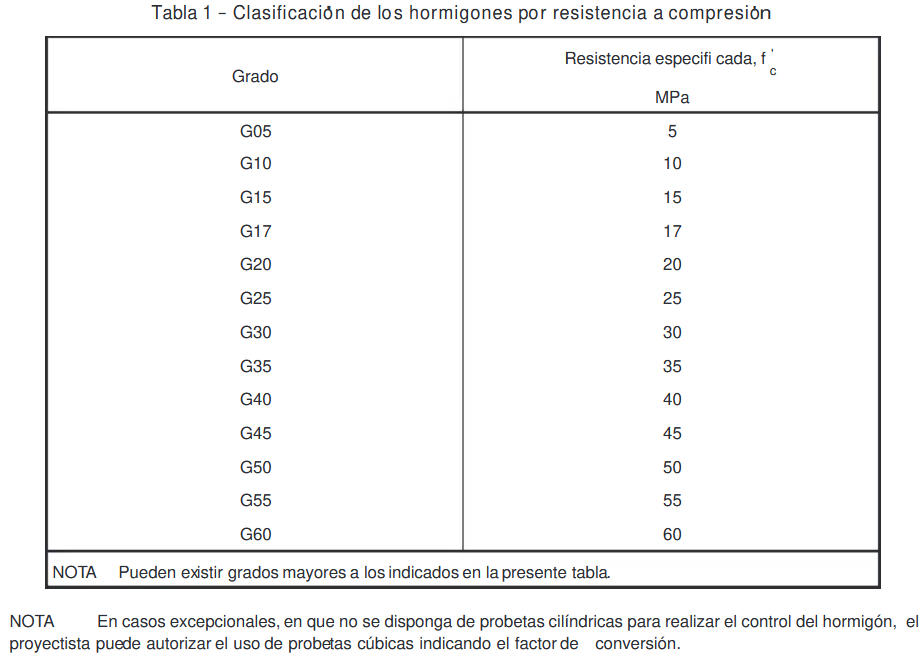 Tabla 1 – Clasificación de los hormigones por resistencia a compresión
Grado
Resistencia especifi cada, f'c
MPa
G05 5
G10 10
G15 15
G17 17
G20 20
G25 25
G30 30
G35 35
G40 40
G45 45
G50 50
G55 55
G60 60
NOTA Pueden existir grados mayores a los indicados en la presente tabla.
NOTA En casos excepcionales, en que no se disponga de probetas cilíndricas para realizar el control del hormigón, el
proyectista puede autorizar el uso de probetas cúbicas indicando el factor de conversión.